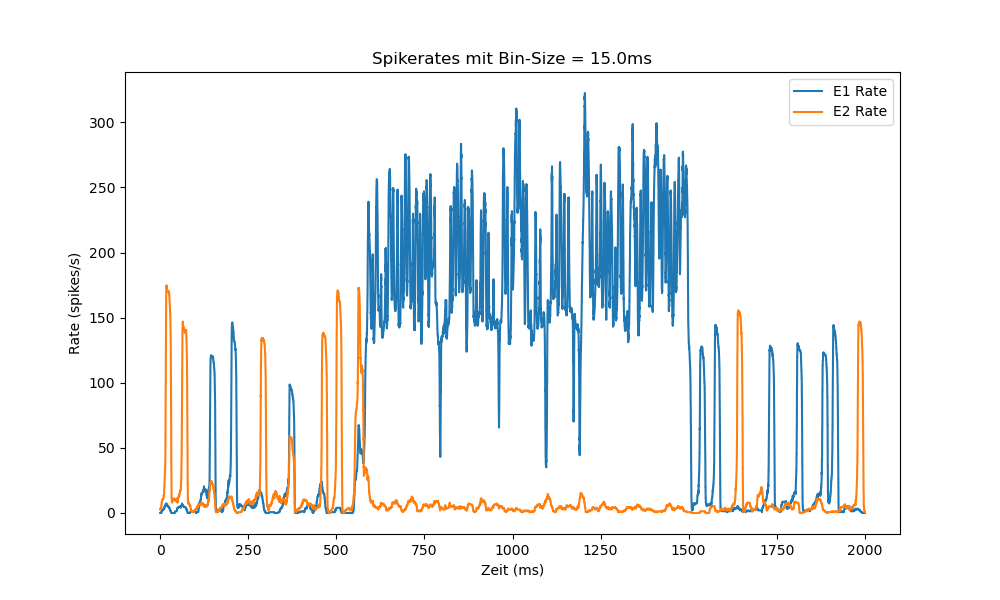 Spikerates mit Bin-Size = 15.0ms
E1 Rate
E2 Rate
Rate (spikes/s)
300
250
200
150
100
50
0
0 250 500 750 1000 1250 1500 1750 2000
Zeit (ms)